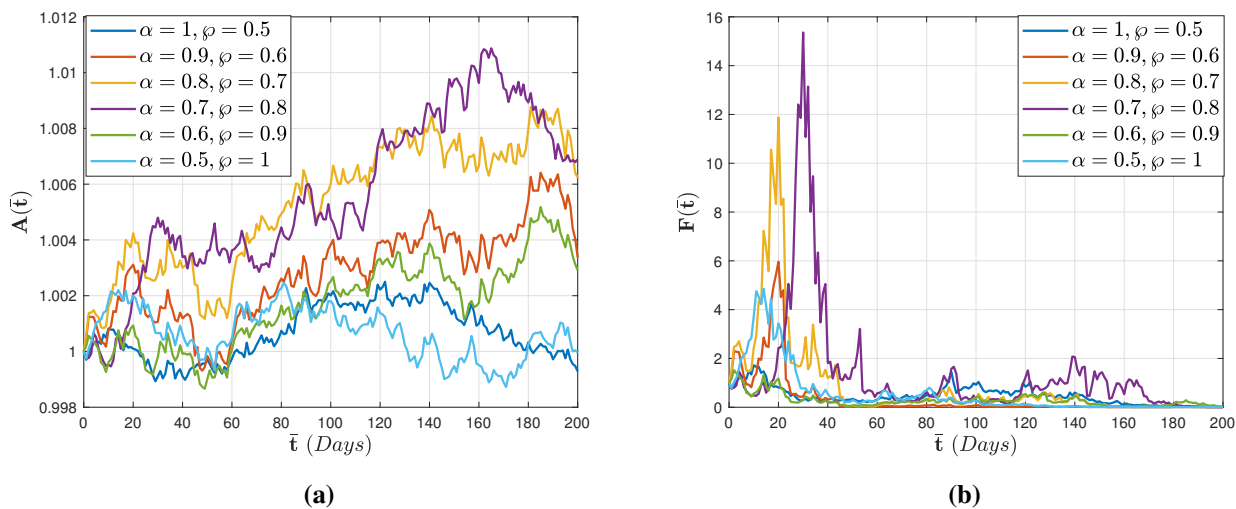 1.012
1.01
1.008
1.006
1.004
1.002
1
0.998
A(t̄)
α = 1, ℘ = 0.5
α = 0.9, ℘ = 0.6
α = 0.8, ℘ = 0.7
α = 0.7, ℘ = 0.8
α = 0.6, ℘ = 0.9
α = 0.5, ℘ = 1
0 20 40 60 80 100 120 140 160 180 200
t̄ (Days)
(a)
16
14
12
10
8
6
4
2
0
F(t̄)
α = 1, ℘ = 0.5
α = 0.9, ℘ = 0.6
α = 0.8, ℘ = 0.7
α = 0.7, ℘ = 0.8
α = 0.6, ℘ = 0.9
α = 0.5, ℘ = 1
0 20 40 60 80 100 120 140 160 180 200
t̄ (Days)
(b)